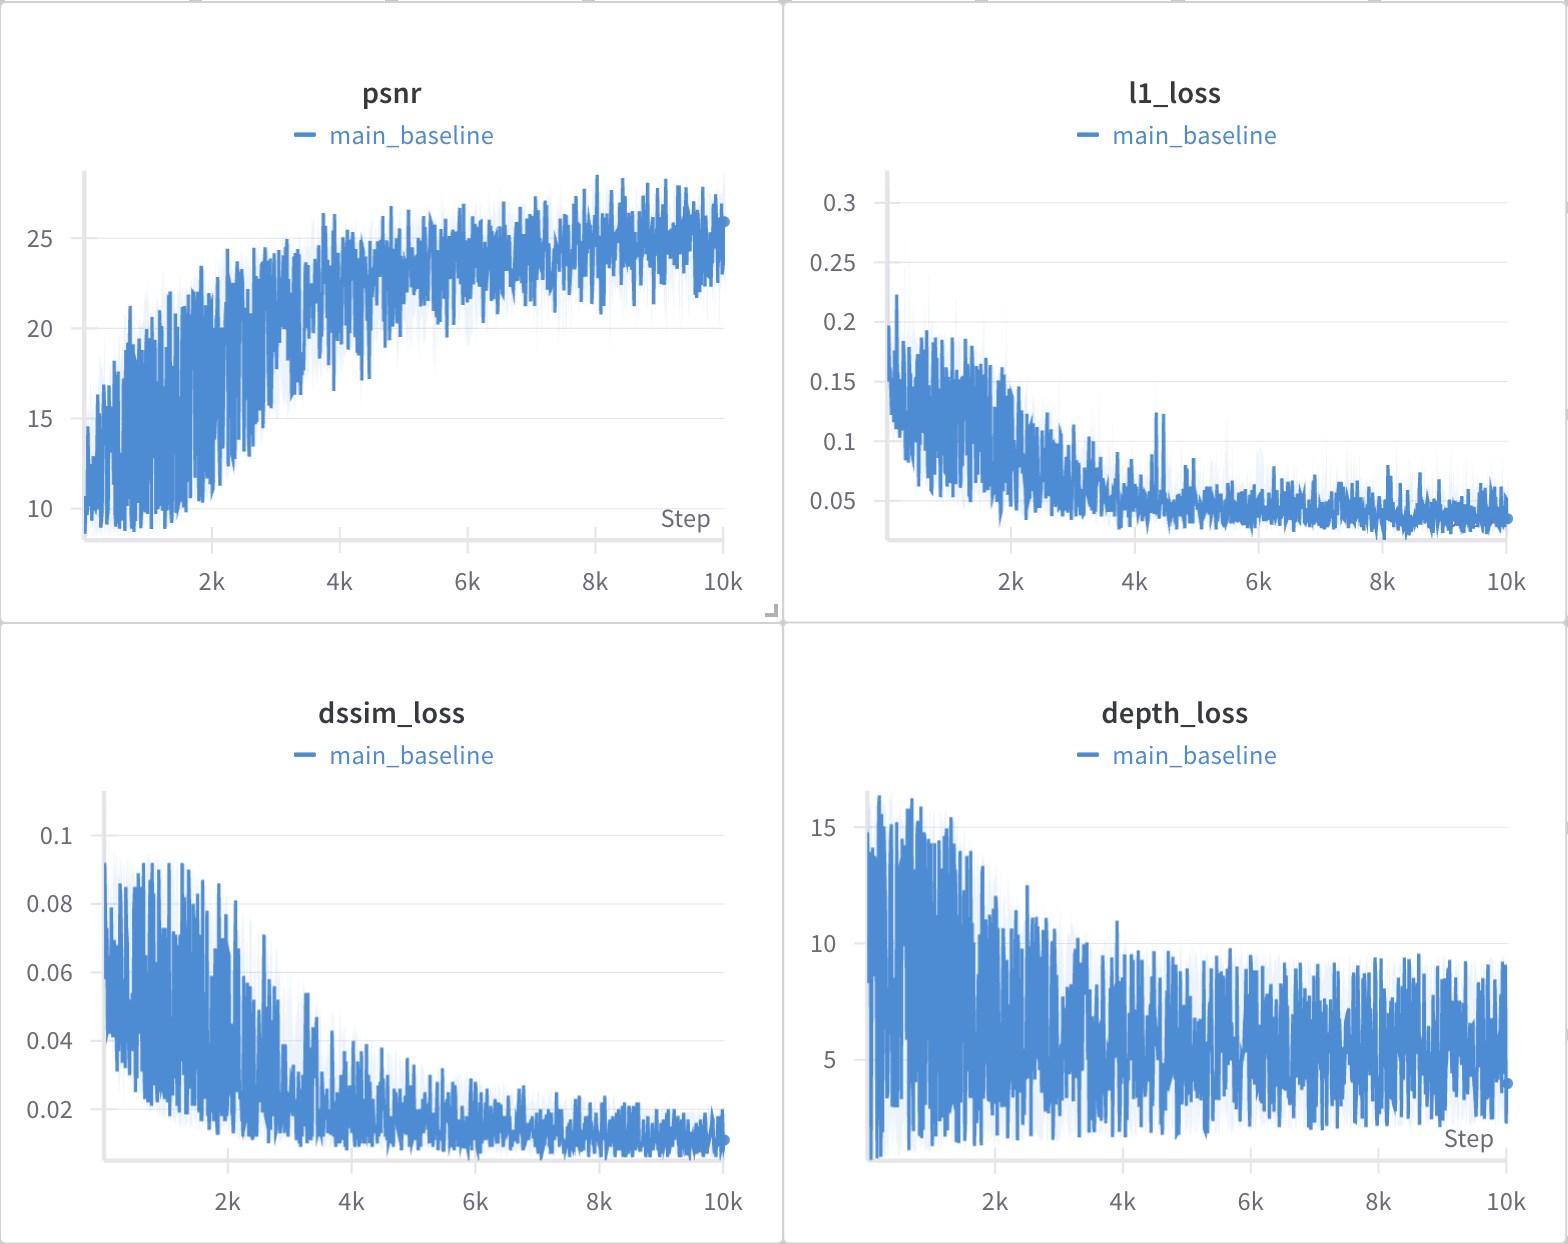 psnr
main_baseline
25
20
15
10
Step
2k
4k
6k
8k
10k
l1_loss
main_baseline
0.3
0.25
0.2
0.15
0.1
0.05
2k
4k
6k
8k
10k
dssim_loss
main_baseline
0.1
0.08
0.06
0.04
0.02
2k
4k
6k
8k
10k
depth_loss
main_baseline
15
10
5
Step
2k
4k
6k
8k
10k